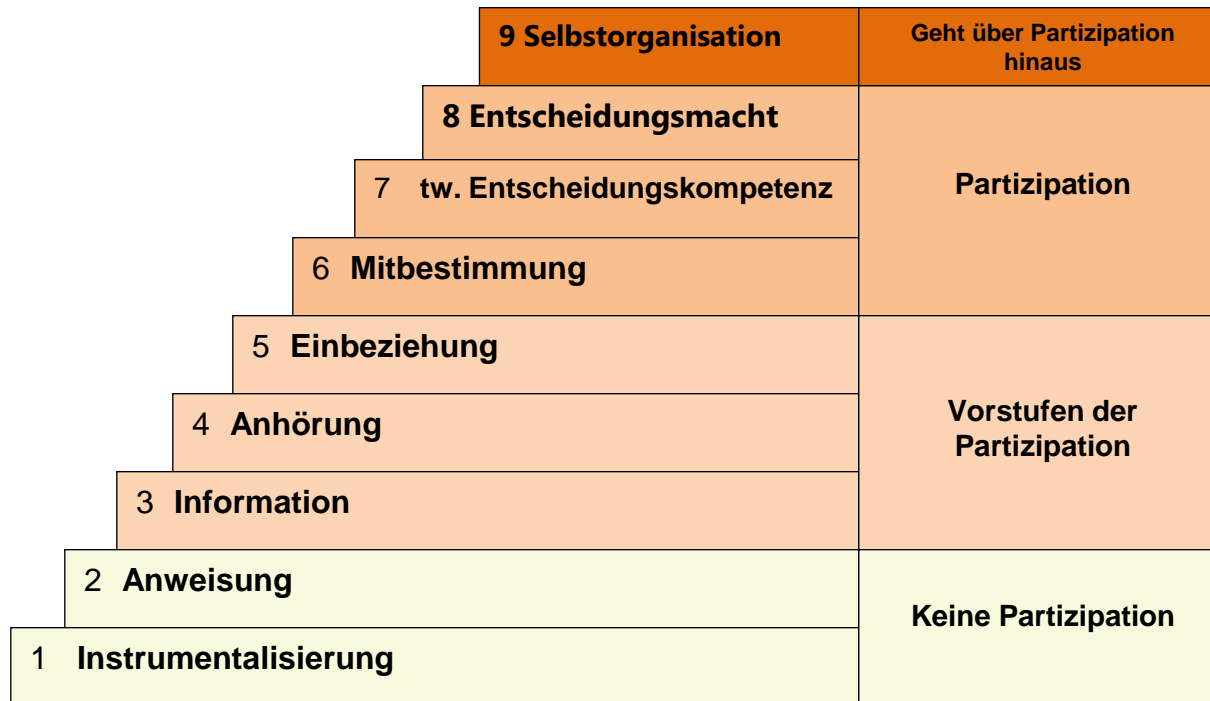 9 Selbstorganisation
Geht über Partizipation
hinaus
8 Entscheidungsmacht
7 tw. Entscheidungskompetenz
Partizipation
6 Mitbestimmung
5 Einbeziehung
4 Anhörung
Vorstufen der
Partizipation
3 Information
2 Anweisung
Keine Partizipation
1 Instrumentalisierung